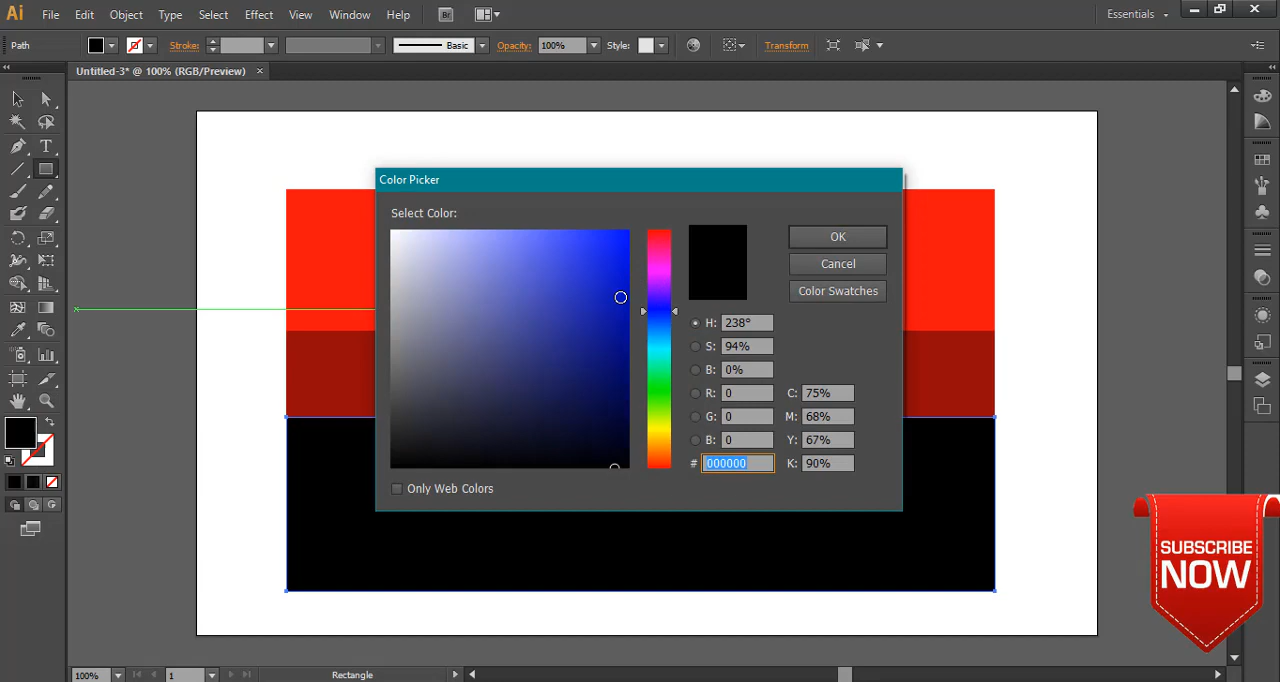 Ai File Edit Object Type Select Effect View Window Help Br Essentials
Path Stroke: Basic Opacity: 100% Style: Transform
Untitled-3* @ 100% (RGB/Preview) ×
Color Picker
Select Color:
OK
Cancel
Color Swatches
H: 238°
S: 94%
B: 0%
R: 0 C: 75%
G: 0 M: 68%
B: 0 Y: 67%
# 000000 K: 90%
Only Web Colors
SUBSCRIBE
NOW
100% 1 Rectangle